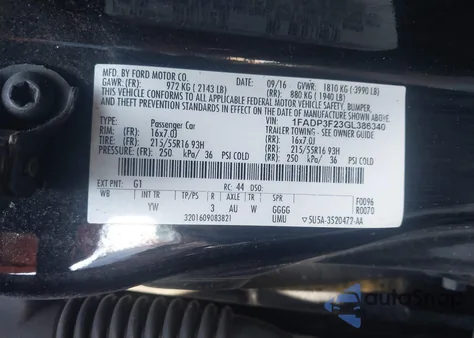 MFD. BY FORD MOTOR CO.
DATE: 09/16 GVWR: 1810 KG (3990 LB)
GAWR: (FR): 972 KG (2143 LB) (RR): 880 KG (1940 LB)
THIS VEHICLE CONFORMS TO ALL APPLICABLE FEDERAL MOTOR VEHICLE SAFETY, BUMPER,
AND THEFT PREVENTION STANDARDS IN EFFECT ON THE DATE OF MANUFACTURE SHOWN ABOVE.
VIN: 1FADP3F23GL386340
TYPE: Passenger Car TRAILER TOWING - SEE OWNERS GUIDE
RIM: (FR): 16x7.0J 16x7.0J
TIRE: (FR): 215/55R16 93H 215/55R16 93H
PRESS: (FR): 250 kPa/ 36 PSI COLD 250 kPa/ 36 PSI COLD
EXT PNT: G1 RC: 44 DSO:
WB INT TR TP/PS R AXLE TR SPR
YW 3 AU W GGGG
F0096
R0070
3201609083821 UMU 5U5A-3520472-AA
AutoSnap